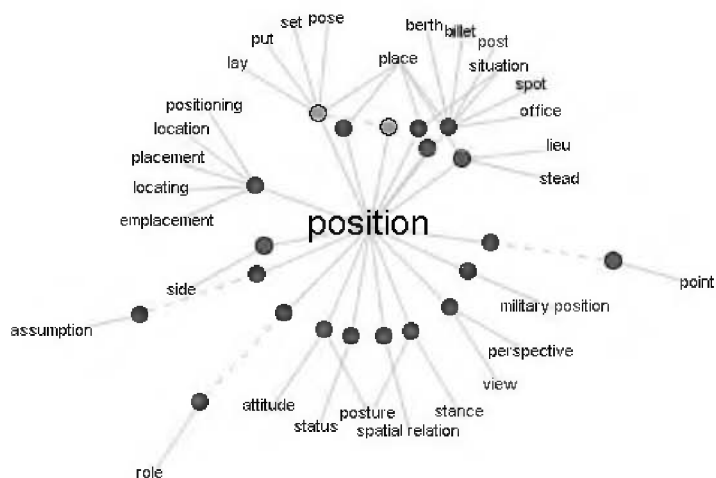 pose
set
berth
billet
put
post
place
lay
situation
spot
positioning
office
location
lieu
placement
stead
locating
emplacement
position
side
point
military position
assumption
perspective
view
attitude
posture
stance
status
spatial relation
role